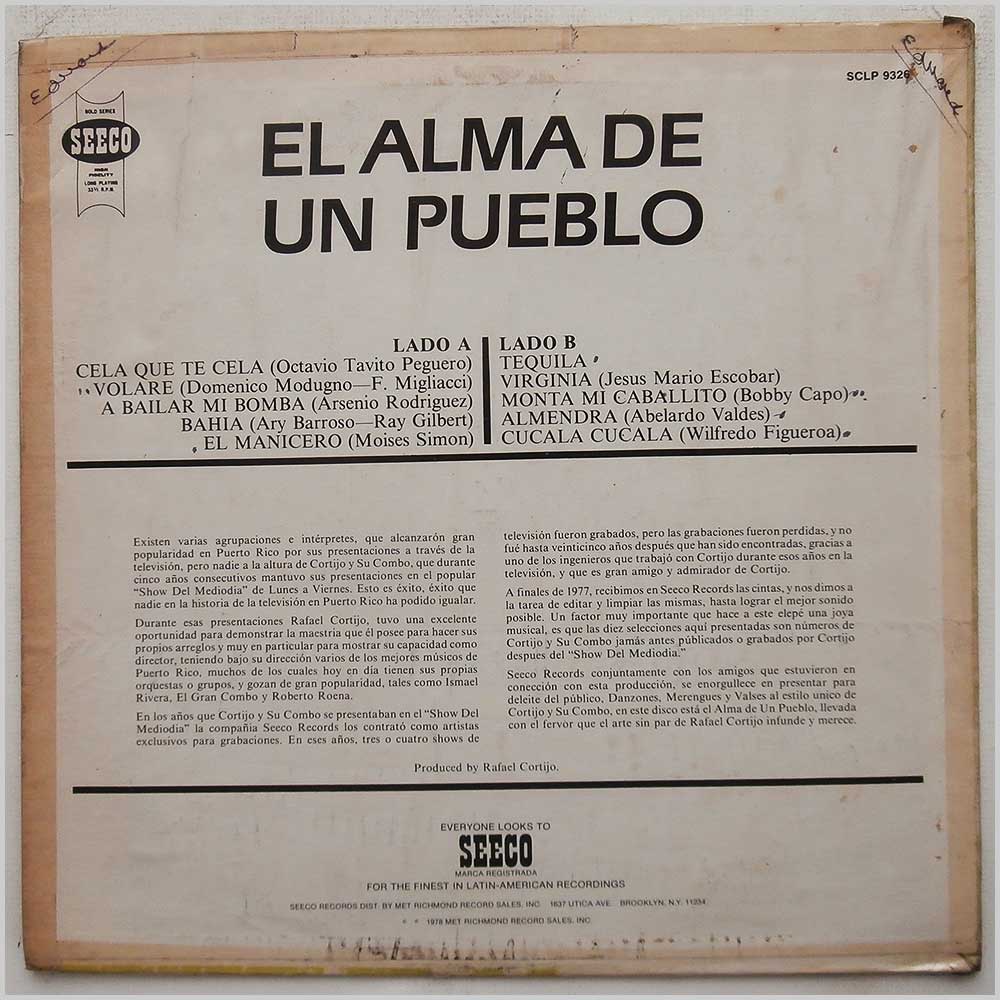 Edward
Edward
SCLP 9326
GOLD SERIES
SEECO
HIGH
FIDELITY
LONG PLAYING
33⅓ R.P.M.
EL ALMA DE
UN PUEBLO
LADO A
CELA QUE TE CELA (Octavio Tavito Peguero)
VOLARE (Domenico Modugno—F. Migliacci)
A BAILAR MI BOMBA (Arsenio Rodriguez)
BAHIA (Ary Barroso—Ray Gilbert)
EL MANICERO (Moises Simon)
LADO B
TEQUILA
VIRGINIA (Jesus Mario Escobar)
MONTA MI CABALLITO (Bobby Capo)
ALMENDRA (Abelardo Valdes)
CUCALA CUCALA (Wilfredo Figueroa)
Existen varias agrupaciones e intérpretes, que alcanzarón gran
popularidad en Puerto Rico por sus presentaciones a través de la
televisión, pero nadie a la altura de Cortijo y Su Combo, que durante
cinco años consecutivos mantuvo sus presentaciones en el popular
"Show Del Mediodia" de Lunes a Viernes. Esto es éxito, éxito que
nadie en la historia de la televisión en Puerto Rico ha podido igualar.
Durante esas presentaciones Rafael Cortijo, tuvo una excelente
oportunidad para demonstrar la maestria que él posee para hacer sus
propios arreglos y muy en particular para mostrar su capacidad como
director, teniendo bajo su dirección varios de los mejores músicos de
Puerto Rico, muchos de los cuales hoy en día tienen sus propias
orquestas o grupos, y gozan de gran popularidad, tales como Ismael
Rivera, El Gran Combo y Roberto Roena.
En los años que Cortijo y Su Combo se presentaban en el "Show Del
Mediodia" la compañia Seeco Records los contrató como artistas
exclusivos para grabaciones. En eses años, tres o cuatro shows de
televisión fueron grabados, pero las grabaciones fueron perdidas, y no
fué hasta veinticinco años después que han sido encontradas, gracias a
uno de los ingenieros que trabajó con Cortijo durante esos años en la
televisión, y que es gran amigo y admirador de Cortijo.
A finales de 1977, recibimos en Seeco Records las cintas, y nos dimos a
la tarea de editar y limpiar las mismas, hasta lograr el mejor sonido
posible. Un factor muy importante que hace a este elepé una joya
musical, es que las diez selecciones aquí presentadas son números de
Cortijo y Su Combo jamás antes públicados o grabados por Cortijo
despues del "Show Del Mediodia."
Seeco Records conjuntamente con los amigos que estuvieron en
conección con esta producción, se enorgullece en presentar para
deleite del público, Danzones, Merengues y Valses al estilo unico de
Cortijo y Su Combo, en este disco está el Alma de Un Pueblo, llevada
con el fervor que el arte sin par de Rafael Cortijo infunde y merece.
Produced by Rafael Cortijo.
EVERYONE LOOKS TO
SEECO
MARCA REGISTRADA
FOR THE FINEST IN LATIN-AMERICAN RECORDINGS
SEECO RECORDS DIST. BY MET RICHMOND RECORD SALES, INC. 1637 UTICA AVE. BROOKLYN, N.Y. 11234
© ℗ 1978 MET RICHMOND RECORD SALES, INC.